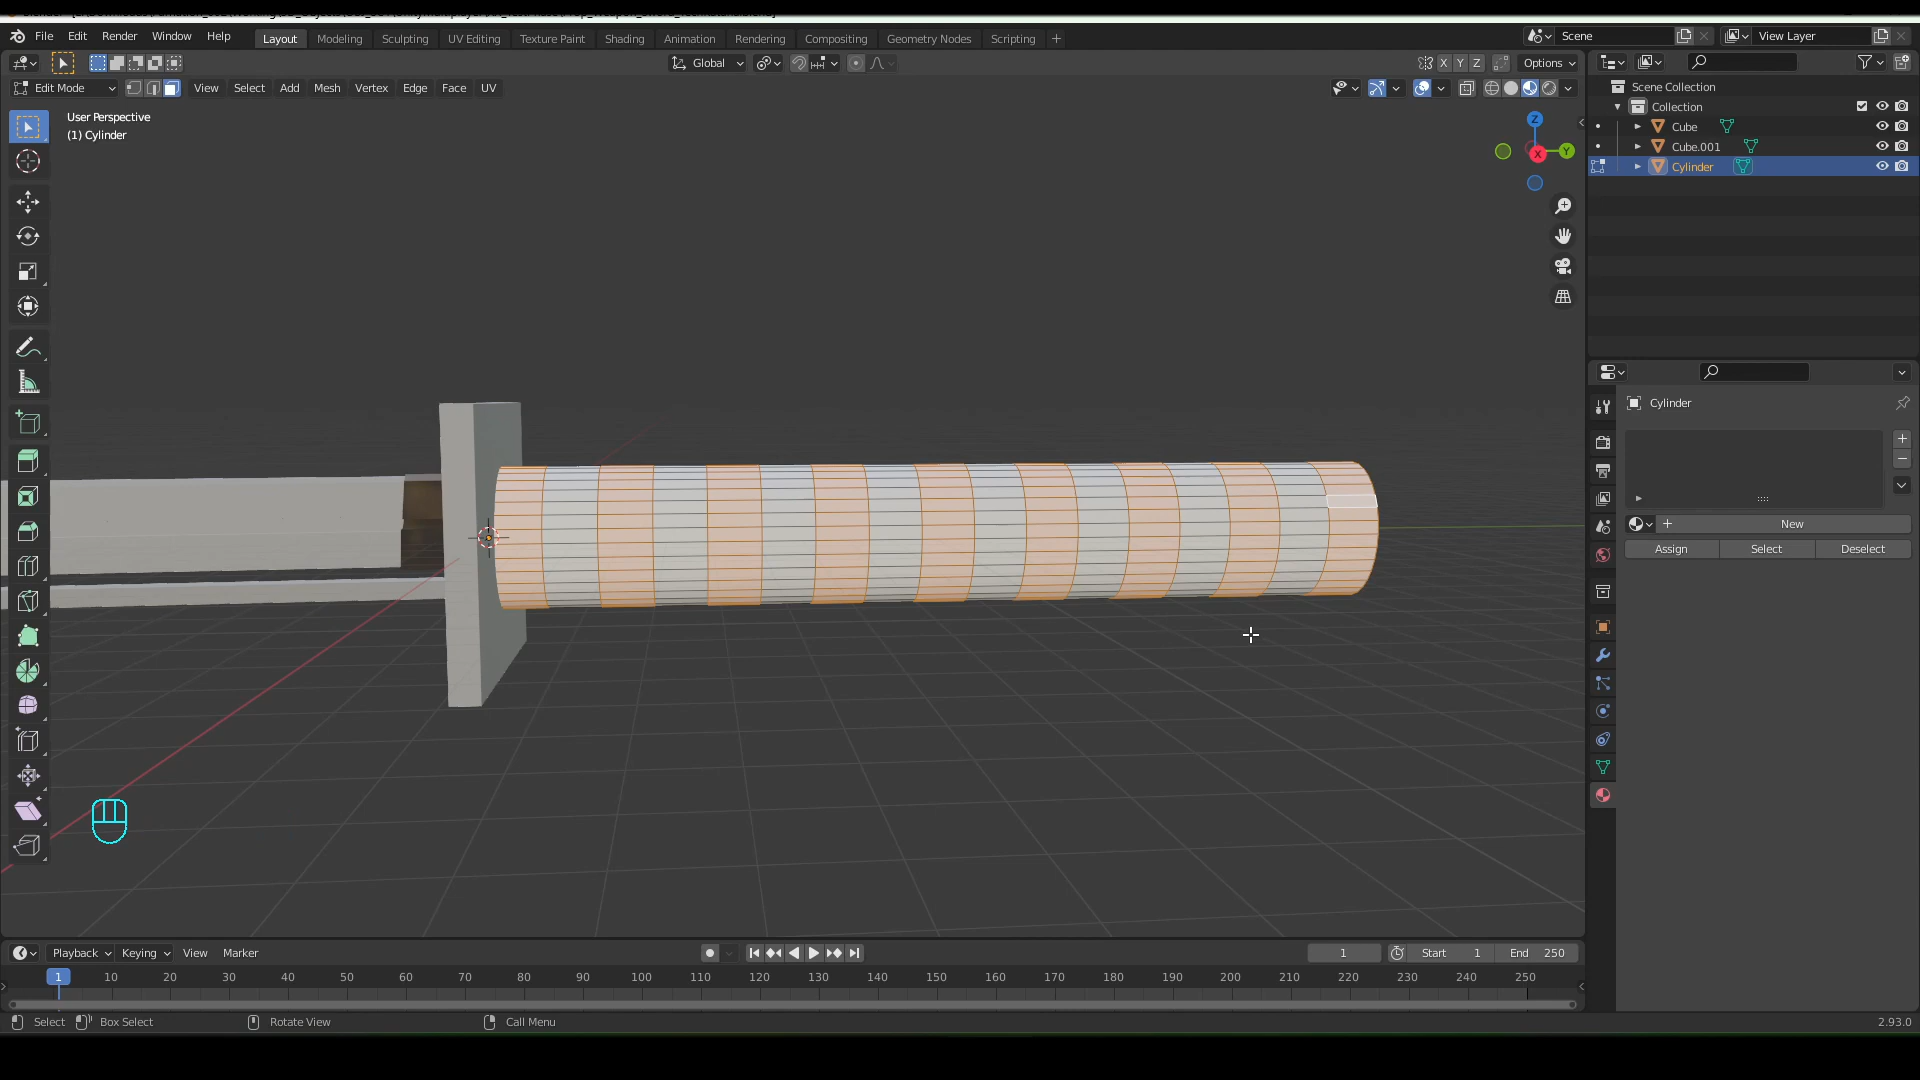 File Edit Render Window Help Layout Modeling Sculpting UV Editing Texture Paint Shading Animation Rendering Compositing Geometry Nodes Scripting Scene View Layer
Global X Y Z Options
Edit Mode View Select Add Mesh Vertex Edge Face UV
User Perspective
(1) Cylinder
Z
X
Y
Scene Collection
Collection
Cube
Cube.001
Cylinder
Cylinder
New
Assign Select Deselect
Playback Keying View Marker 1 Start 1 End 250
1 10 20 30 40 50 60 70 80 90 100 110 120 130 140 150 160 170 180 190 200 210 220 230 240 250
Select Box Select Rotate View Call Menu 2.93.0